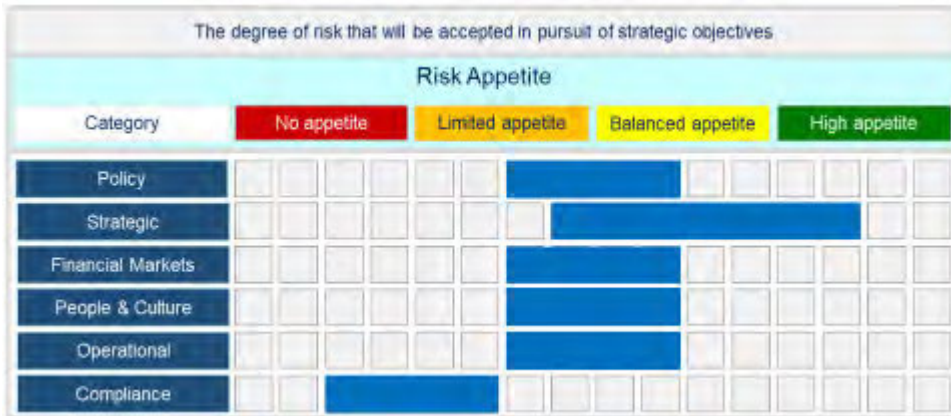 The degree of risk that will be accepted in pursuit of strategic objectives
Risk Appetite
Category No appetite Limited appetite Balanced appetite High appetite
Policy
Strategic
Financial Markets
People & Culture
Operational
Compliance